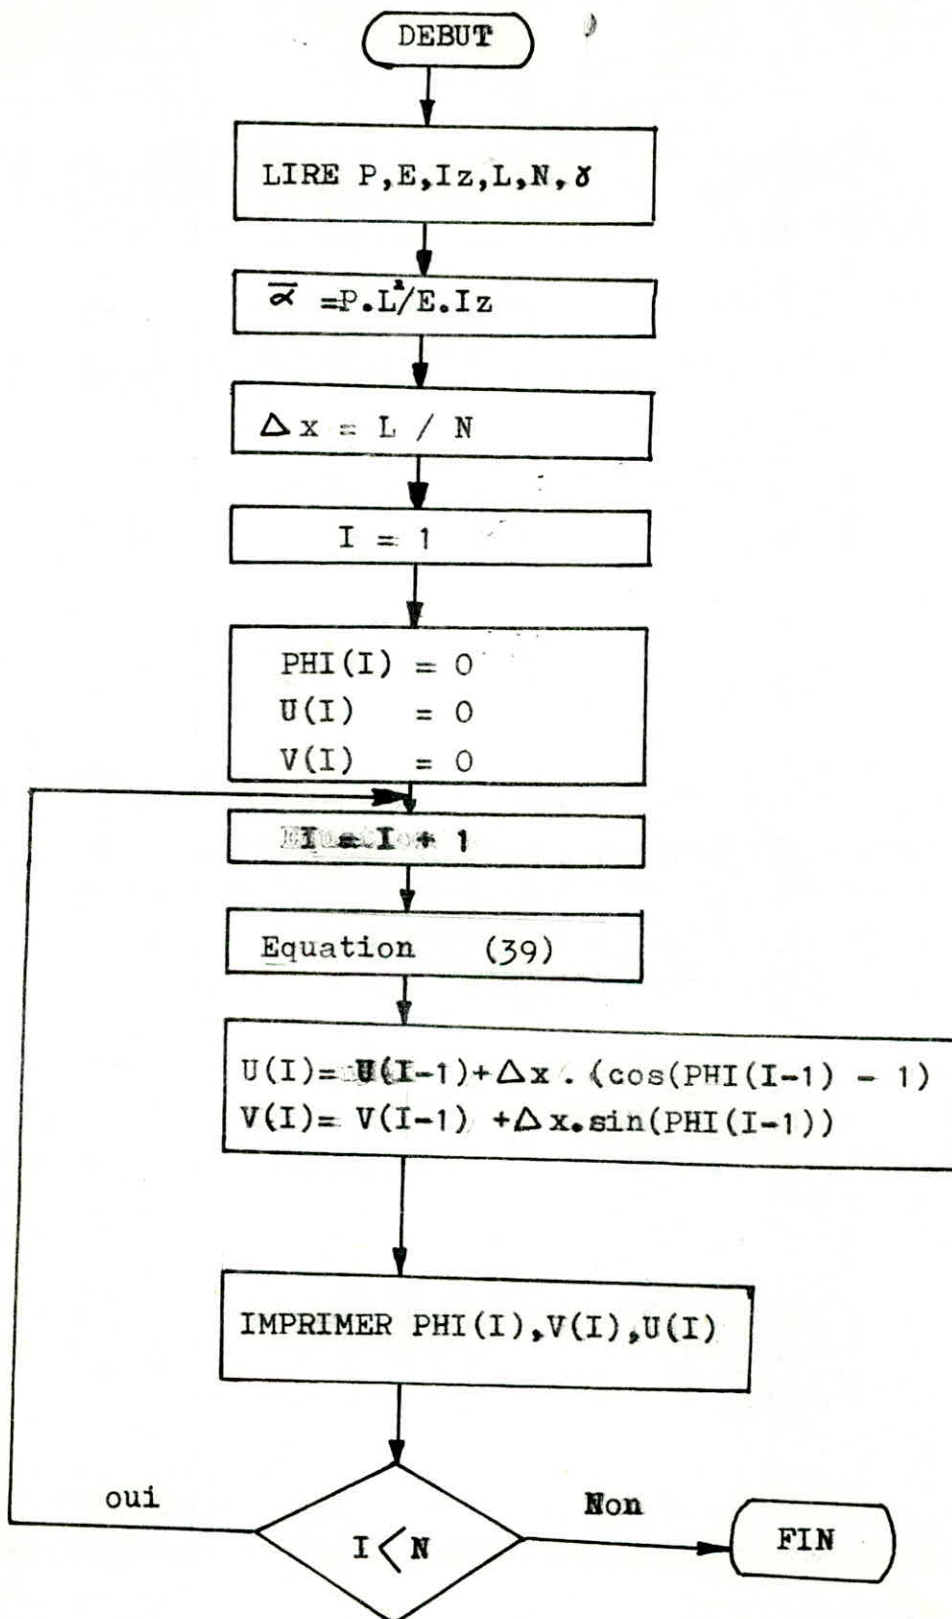 DEBUT
LIRE P,E,Iz,L,N,ɣ
ᾱ =P.L²/E.Iz
Δx = L / N
I = 1
PHI(I) = 0
U(I) = 0
V(I) = 0
I = I + 1
Equation (39)
U(I)= U(I-1)+Δx . (cos(PHI(I-1) - 1)
V(I)= V(I-1) +Δx.sin(PHI(I-1))
IMPRIMER PHI(I),V(I),U(I)
oui
I < N
Non
FIN